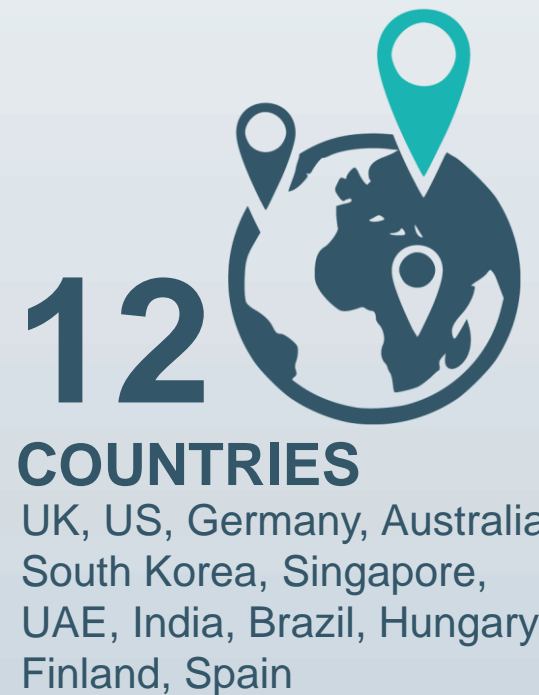 12
COUNTRIES
UK, US, Germany, Australia
South Korea, Singapore,
UAE, India, Brazil, Hungary
Finland, Spain